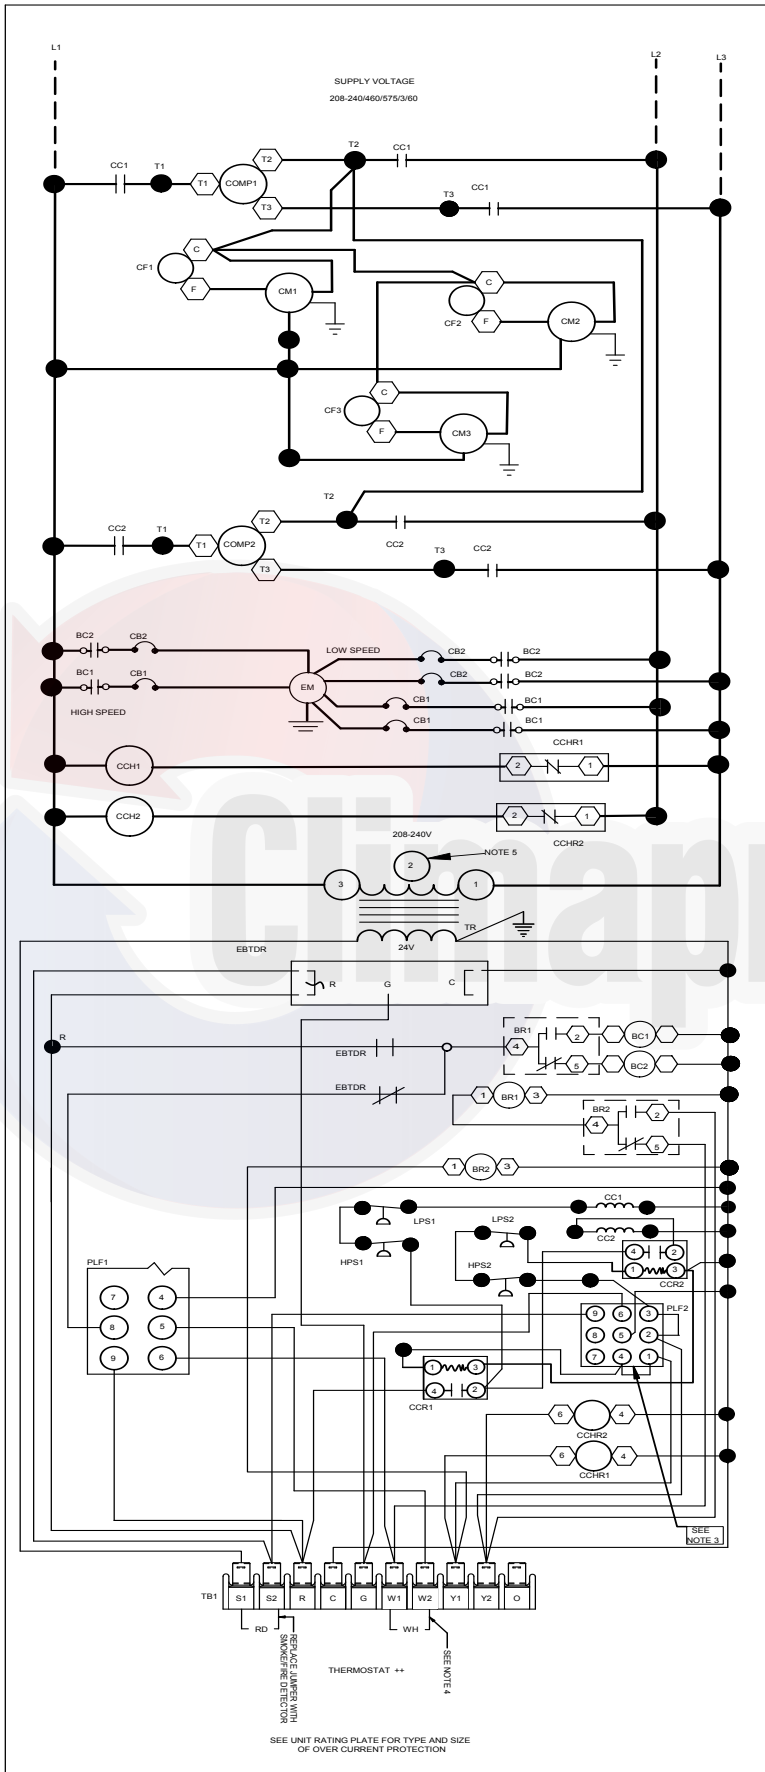 L1
L2
L3
SUPPLY VOLTAGE
208-240/460/575/3/60
T2
CC1
CC1
T1
T2
T1
COMP1
T3
T3
CC1
C
CF1
F
CM1
C
CF2
F
CM2
C
CF3
F
CM3
T2
CC2
T1
T2
T1
COMP2
CC2
T3
T3
CC2
BC2
CB2
LOW SPEED
CB2
BC2
BC1
CB1
EM
CB2
BC2
HIGH SPEED
CB1
BC1
CB1
BC1
CCHR1
CCH1
2
1
CCH2
2
1
CCHR2
208-240V
NOTE 5
2
3
1
TR
24V
EBTDR
R
G
C
R
EBTDR
BR1
4
2
BC1
5
BC2
EBTDR
1
BR1
3
BR2
4
2
5
1
BR2
3
CC1
LPS1
LPS2
CC2
HPS1
HPS2
4
2
1
3
CCR2
PLF1
7
4
8
5
9
6
PLF2
9
6
3
8
5
2
7
4
1
1
3
4
2
CCR1
6
4
CCHR2
6
4
CCHR1
SEE
NOTE 3
TB1
S1
S2
R
C
G
W1
W2
Y1
Y2
O
RD
WH
REPLACE JUMPER WITH
SMOKE/FIRE DETECTOR
SEE NOTE 4
THERMOSTAT ++
SEE UNIT RATING PLATE FOR TYPE AND SIZE
OF OVER CURRENT PROTECTION
Climapr